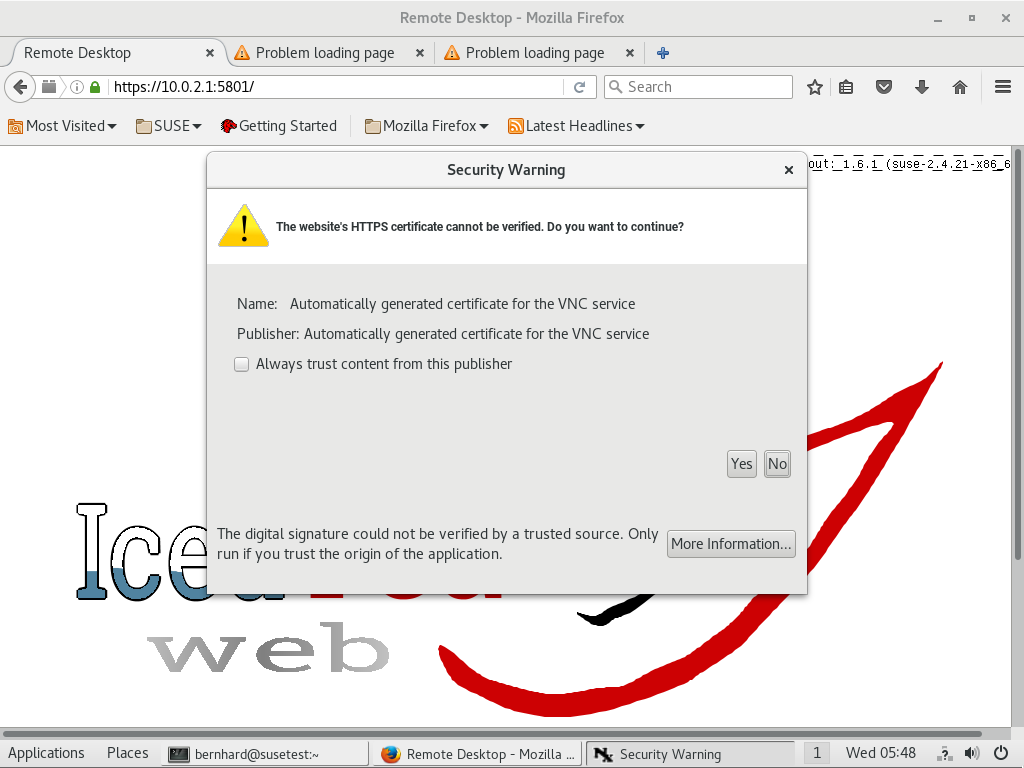 Remote Desktop - Mozilla Firefox
Remote Desktop
Problem loading page
Problem loading page
https://10.0.2.1:5801/
Search
Most Visited
SUSE
Getting Started
Mozilla Firefox
Latest Headlines
out: 1.6.1 (suse-2.4.21-x86_6
Security Warning
The website's HTTPS certificate cannot be verified. Do you want to continue?
Name: Automatically generated certificate for the VNC service
Publisher: Automatically generated certificate for the VNC service
Always trust content from this publisher
Yes No
The digital signature could not be verified by a trusted source. Only
run if you trust the origin of the application.
More Information...
web
Applications Places bernhard@susetest:~ Remote Desktop - Mozilla ... Security Warning 1 Wed 05:48